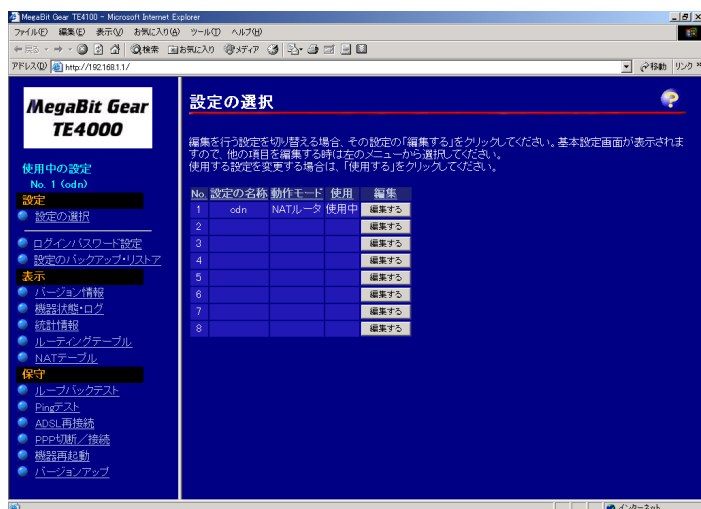 MegaBit Gear TE4100 - Microsoft Internet Explorer
ファイル(F) 編集(E) 表示(V) お気に入り(A) ツール(T) ヘルプ(H)
戻る 検索 お気に入り メディア
アドレス(D) http://192.168.1.1/ 移動 リンク »
MegaBit Gear
TE4000
使用中の設定
No. 1 (odn)
設定
設定の選択
ログインパスワード設定
設定のバックアップ・リストア
表示
バージョン情報
機器状態・ログ
統計情報
ルーティングテーブル
NATテーブル
保守
ループバックテスト
Pingテスト
ADSL再接続
PPP切断/接続
機器再起動
バージョンアップ
設定の選択
編集を行う設定を切り替える場合、その設定の「編集する」をクリックしてください。基本設定画面が表示されま
すので、他の項目を編集する時は左のメニューから選択してください。
使用する設定を変更する場合は、「使用する」をクリックしてください。
No. 設定の名称 動作モード 使用 編集
1 odn NATルータ 使用中 編集する
2 編集する
3 編集する
4 編集する
5 編集する
6 編集する
7 編集する
8 編集する
インターネット